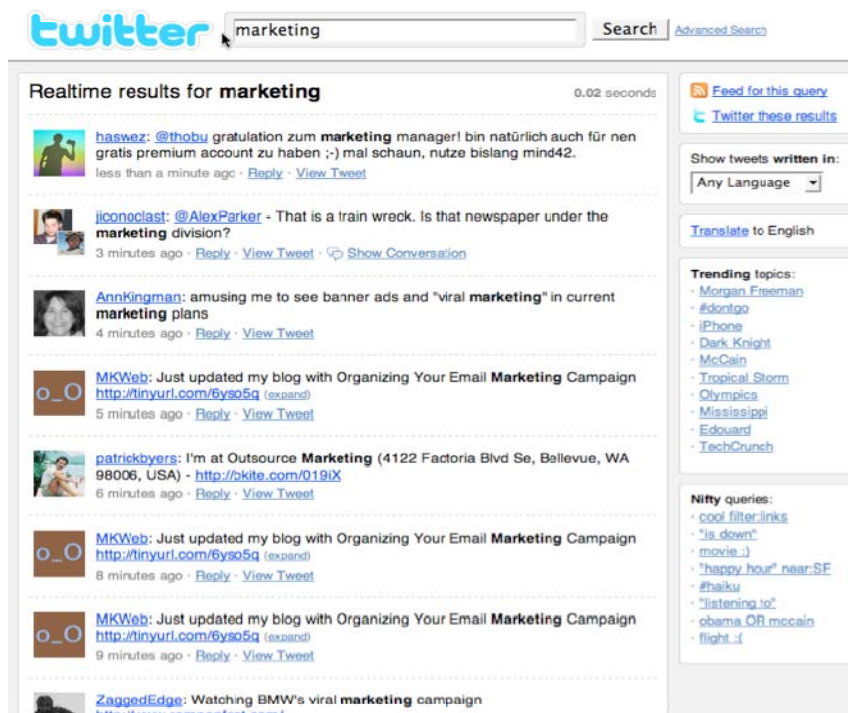 twitter
marketing
Search
Advanced Search
Realtime results for marketing
0.02 seconds
haswez: @thobu gratulation zum marketing manager! bin natürlich auch für nen
gratis premium account zu haben ;-) mal schaun, nutze bislang mind42.
less than a minute ago · Reply · View Tweet
jiconoclast: @AlexParker - That is a train wreck. Is that newspaper under the
marketing division?
3 minutes ago · Reply · View Tweet · Show Conversation
AnnKingman: amusing me to see banner ads and "viral marketing" in current
marketing plans
4 minutes ago · Reply · View Tweet
o_O
MKWeb: Just updated my blog with Organizing Your Email Marketing Campaign
http://tinyurl.com/6yso5q (expand)
5 minutes ago · Reply · View Tweet
patrickbyers: I'm at Outsource Marketing (4122 Factoria Blvd Se, Bellevue, WA
98006, USA) - http://bkite.com/019iX
6 minutes ago · Reply · View Tweet
o_O
MKWeb: Just updated my blog with Organizing Your Email Marketing Campaign
http://tinyurl.com/6yso5q (expand)
8 minutes ago · Reply · View Tweet
o_O
MKWeb: Just updated my blog with Organizing Your Email Marketing Campaign
http://tinyurl.com/6yso5q (expand)
9 minutes ago · Reply · View Tweet
ZaggedEdge: Watching BMW's viral marketing campaign
Feed for this query
Twitter these results
Show tweets written in:
Any Language
Translate to English
Trending topics:
· Morgan Freeman
· #dontgo
· iPhone
· Dark Knight
· McCain
· Tropical Storm
· Olympics
· Mississippi
· Edouard
· TechCrunch
Nifty queries:
· cool filter:links
· "is down"
· movie :)
· "happy hour" near:SF
· #haiku
· "listening to"
· obama OR mccain
· flight :(